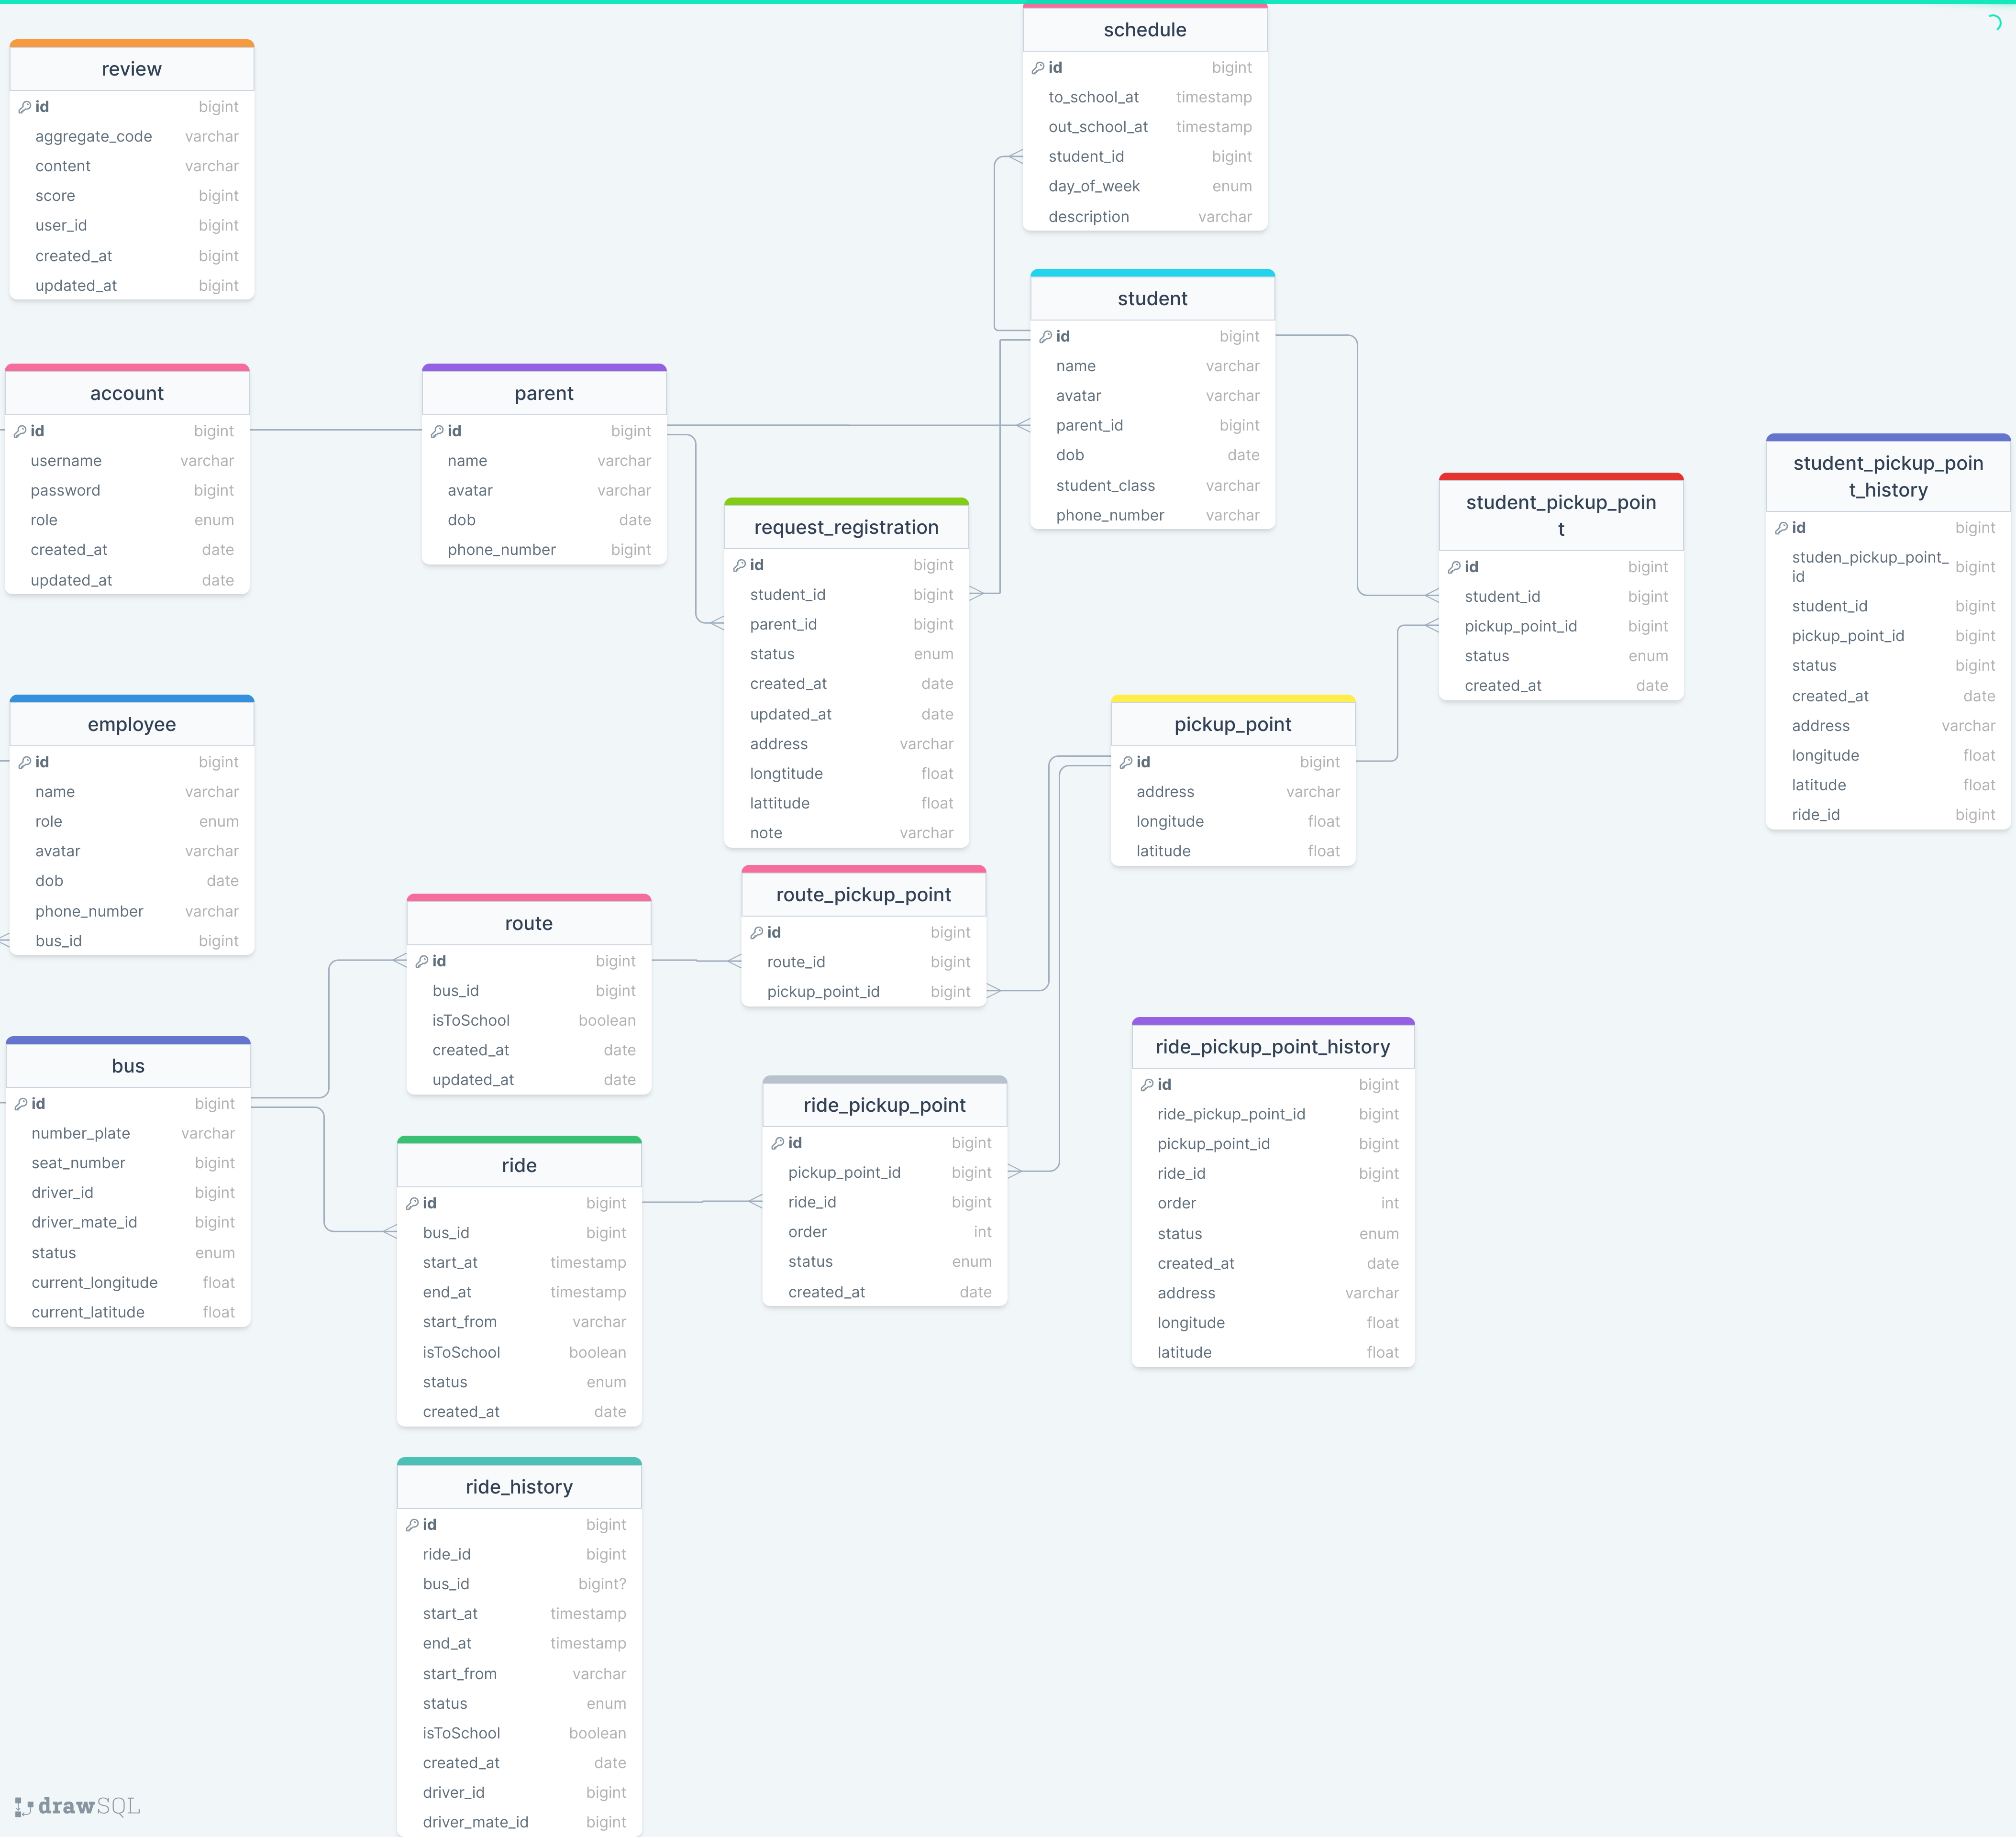 review
id bigint
aggregate_code varchar
content varchar
score bigint
user_id bigint
created_at bigint
updated_at bigint
schedule
id bigint
to_school_at timestamp
out_school_at timestamp
student_id bigint
day_of_week enum
description varchar
student
id bigint
name varchar
avatar varchar
parent_id bigint
dob date
student_class varchar
phone_number varchar
account
id bigint
username varchar
password bigint
role enum
created_at date
updated_at date
parent
id bigint
name varchar
avatar varchar
dob date
phone_number bigint
request_registration
id bigint
student_id bigint
parent_id bigint
status enum
created_at date
updated_at date
address varchar
longtitude float
lattitude float
note varchar
student_pickup_poin
t
id bigint
student_id bigint
pickup_point_id bigint
status enum
created_at date
student_pickup_poin
t_history
id bigint
studen_pickup_point_
id bigint
student_id bigint
pickup_point_id bigint
status bigint
created_at date
address varchar
longitude float
latitude float
ride_id bigint
employee
id bigint
name varchar
role enum
avatar varchar
dob date
phone_number varchar
bus_id bigint
pickup_point
id bigint
address varchar
longitude float
latitude float
route
id bigint
bus_id bigint
isToSchool boolean
created_at date
updated_at date
route_pickup_point
id bigint
route_id bigint
pickup_point_id bigint
bus
id bigint
number_plate varchar
seat_number bigint
driver_id bigint
driver_mate_id bigint
status enum
current_longitude float
current_latitude float
ride
id bigint
bus_id bigint
start_at timestamp
end_at timestamp
start_from varchar
isToSchool boolean
status enum
created_at date
ride_pickup_point
id bigint
pickup_point_id bigint
ride_id bigint
order int
status enum
created_at date
ride_pickup_point_history
id bigint
ride_pickup_point_id bigint
pickup_point_id bigint
ride_id bigint
order int
status enum
created_at date
address varchar
longitude float
latitude float
ride_history
id bigint
ride_id bigint
bus_id bigint?
start_at timestamp
end_at timestamp
start_from varchar
status enum
isToSchool boolean
created_at date
driver_id bigint
driver_mate_id bigint
drawSQL